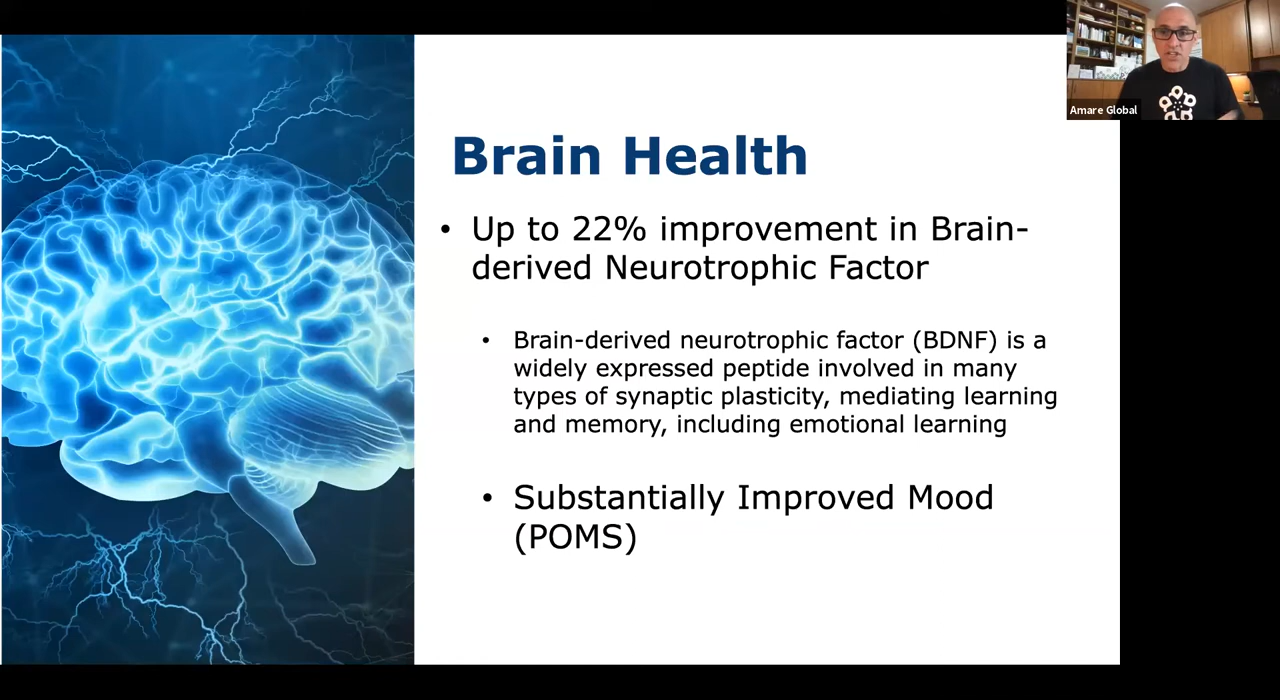 Amare Global
Brain Health
• Up to 22% improvement in Brain-
derived Neurotrophic Factor
• Brain-derived neurotrophic factor (BDNF) is a
widely expressed peptide involved in many
types of synaptic plasticity, mediating learning
and memory, including emotional learning
• Substantially Improved Mood
(POMS)